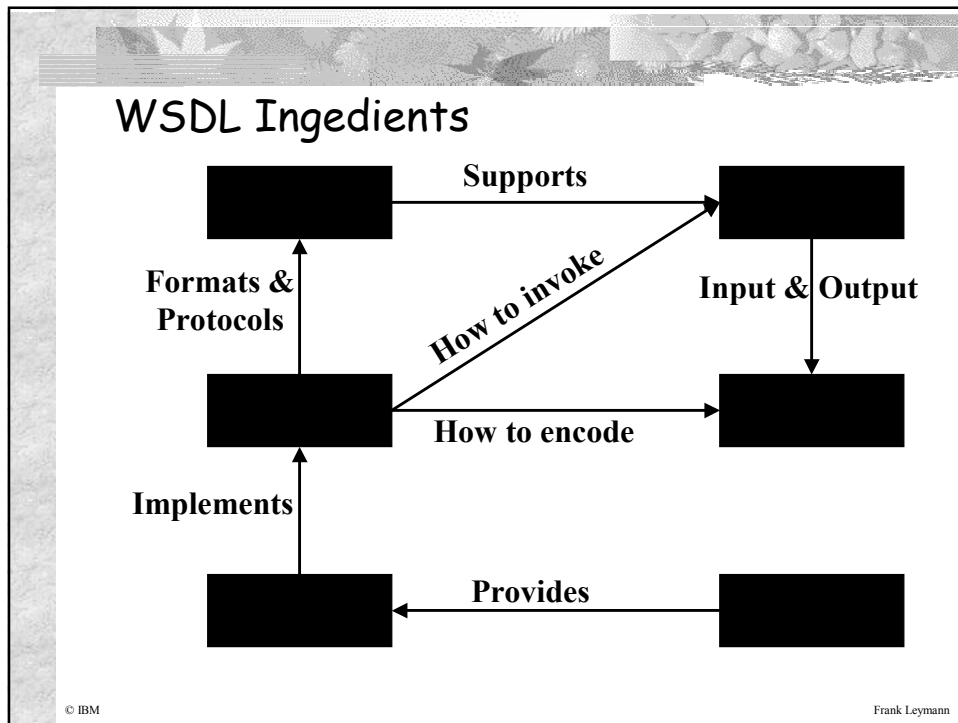 WSDL Ingedients
Supports
Formats &
Protocols
How to invoke
Input & Output
How to encode
Implements
Provides
© IBM
Frank Leymann